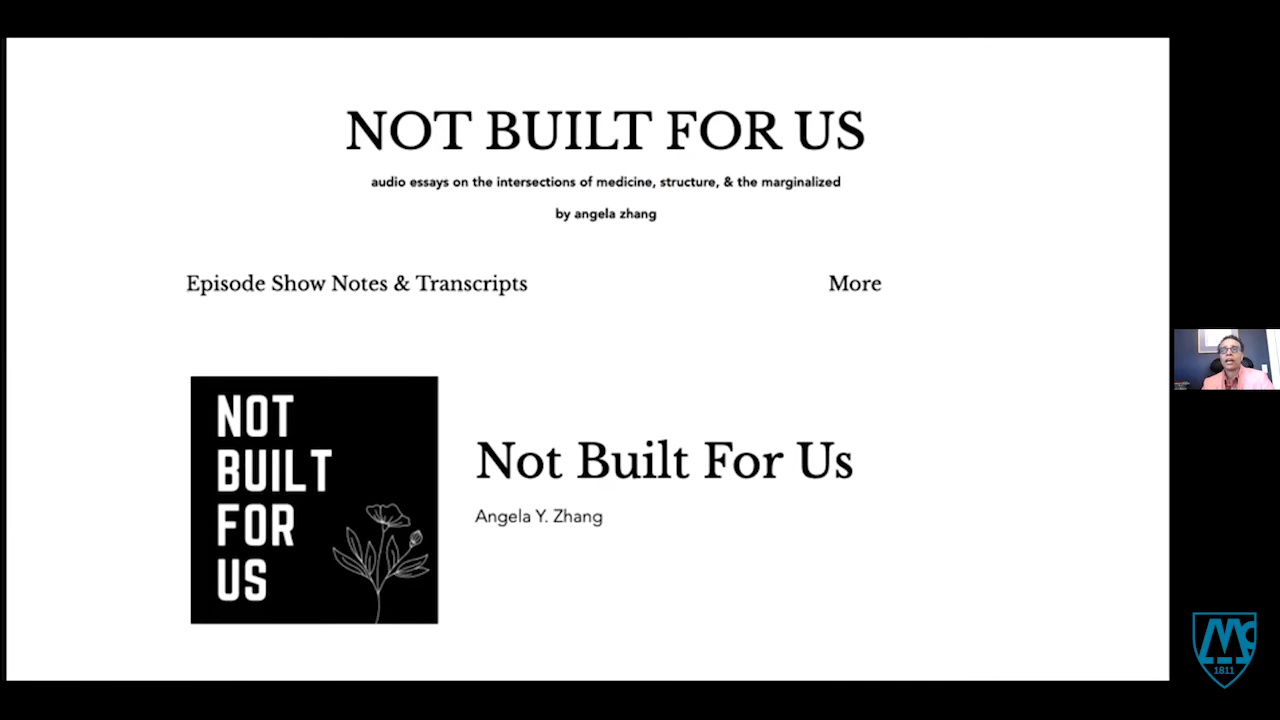 NOT BUILT FOR US
audio essays on the intersections of medicine, structure, & the marginalized
by angela zhang
Episode Show Notes & Transcripts
More
NOT
BUILT
FOR
US
Not Built For Us
Angela Y. Zhang
1811